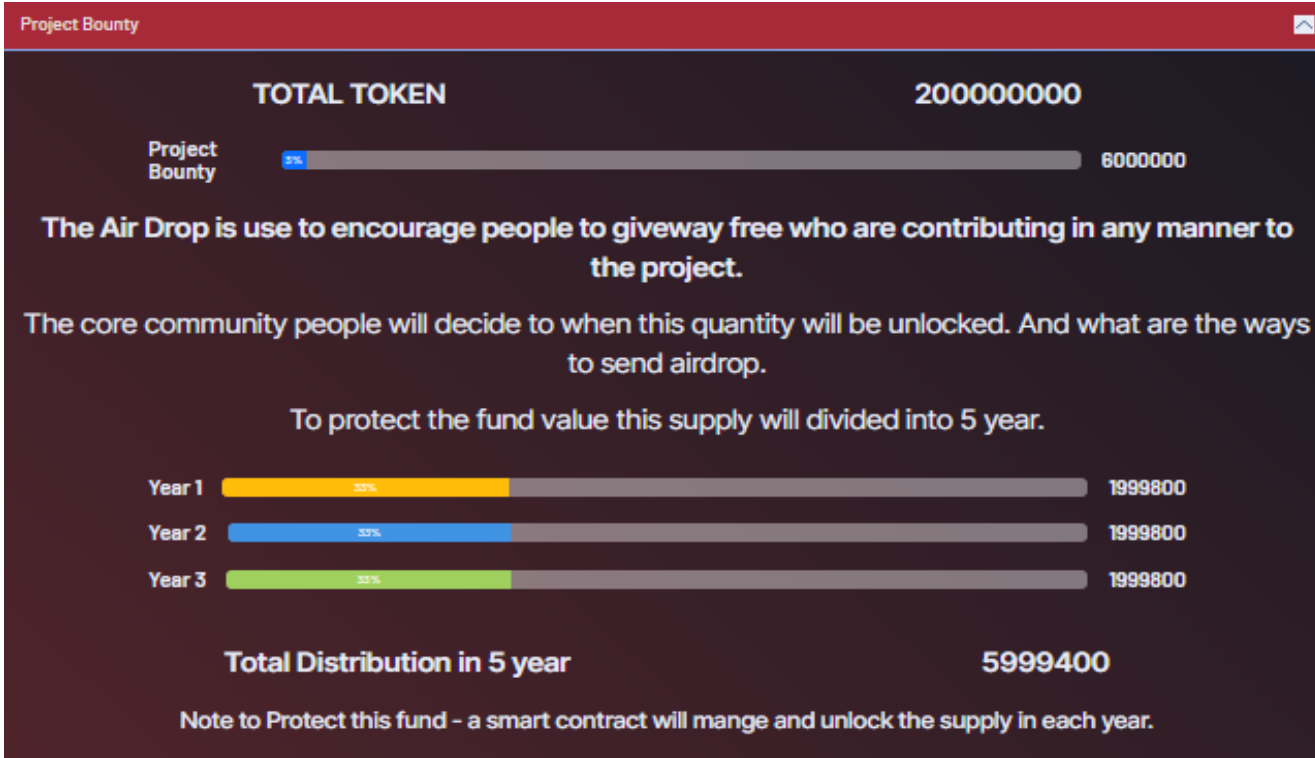 Project Bounty
TOTAL TOKEN 200000000
Project
Bounty 3% 6000000
The Air Drop is use to encourage people to giveway free who are contributing in any manner to
the project.
The core community people will decide to when this quantity will be unlocked. And what are the ways
to send airdrop.
To protect the fund value this supply will divided into 5 year.
Year 1 33% 1999800
Year 2 33% 1999800
Year 3 33% 1999800
Total Distribution in 5 year 5999400
Note to Protect this fund - a smart contract will mange and unlock the supply in each year.